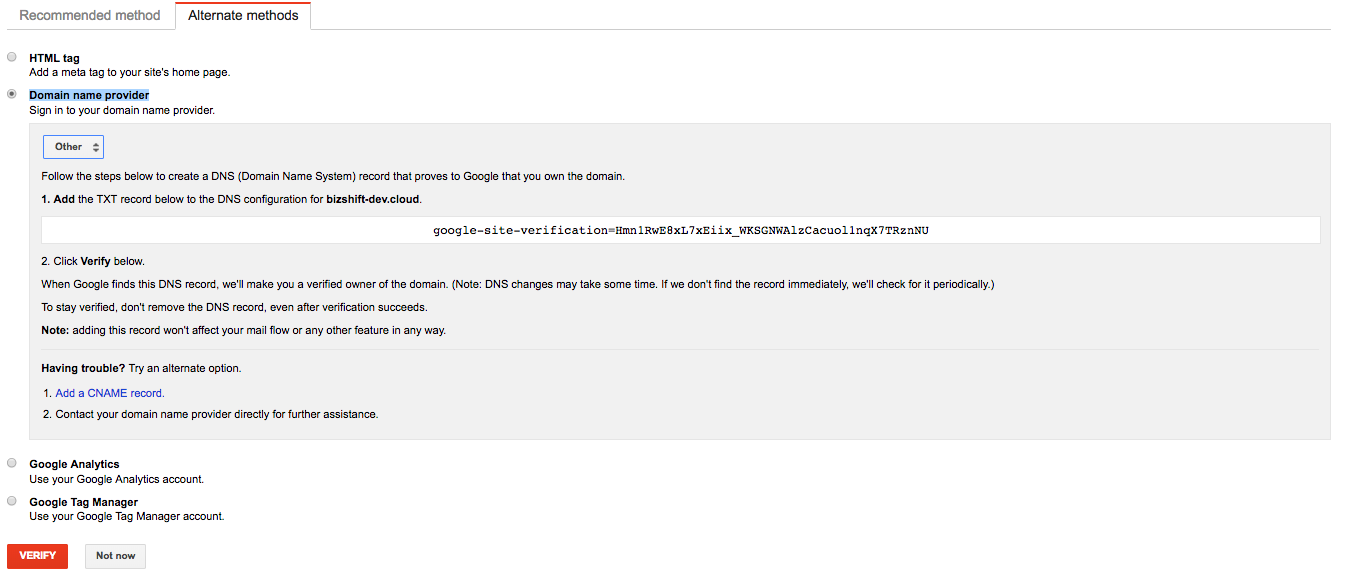 Recommended method
Alternate methods
HTML tag
Add a meta tag to your site's home page.
Domain name provider
Sign in to your domain name provider.
Other
Follow the steps below to create a DNS (Domain Name System) record that proves to Google that you own the domain.
1. Add the TXT record below to the DNS configuration for bizshift-dev.cloud.
google-site-verification=Hmn1RwE8xL7xEiix_WKSGNWAlzCacuol1nqX7TRznNU
2. Click Verify below.
When Google finds this DNS record, we'll make you a verified owner of the domain. (Note: DNS changes may take some time. If we don't find the record immediately, we'll check for it periodically.)
To stay verified, don't remove the DNS record, even after verification succeeds.
Note: adding this record won't affect your mail flow or any other feature in any way.
Having trouble? Try an alternate option.
1. Add a CNAME record.
2. Contact your domain name provider directly for further assistance.
Google Analytics
Use your Google Analytics account.
Google Tag Manager
Use your Google Tag Manager account.
VERIFY
Not now